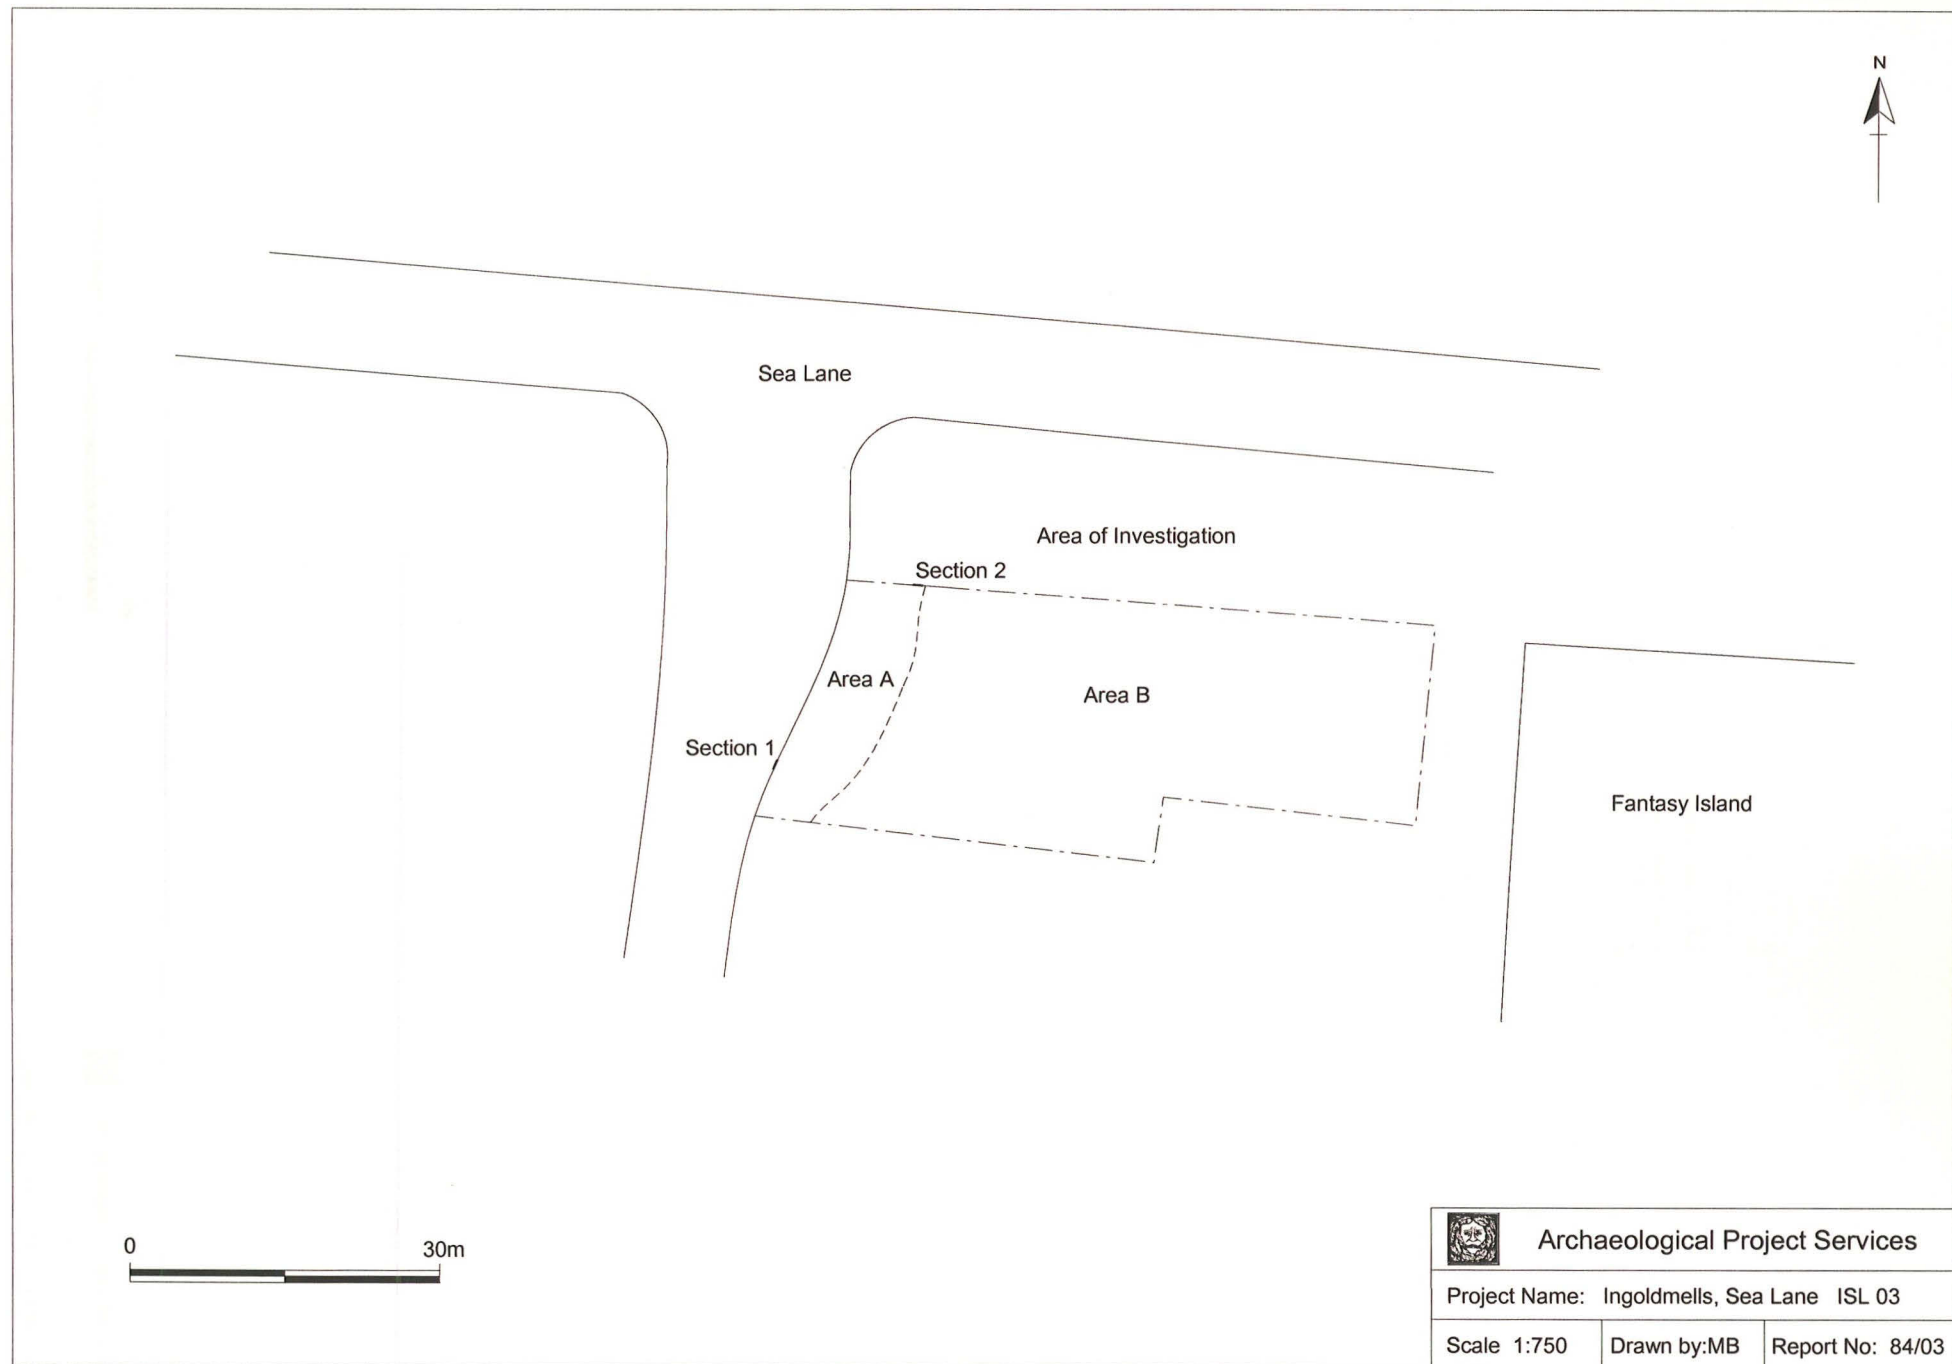 N
Sea Lane
Area of Investigation
Section 2
Area A
Area B
Section 1
Fantasy Island
0 30m
Archaeological Project Services
Project Name: Ingoldmells, Sea Lane ISL 03
Scale 1:750 Drawn by:MB Report No: 84/03